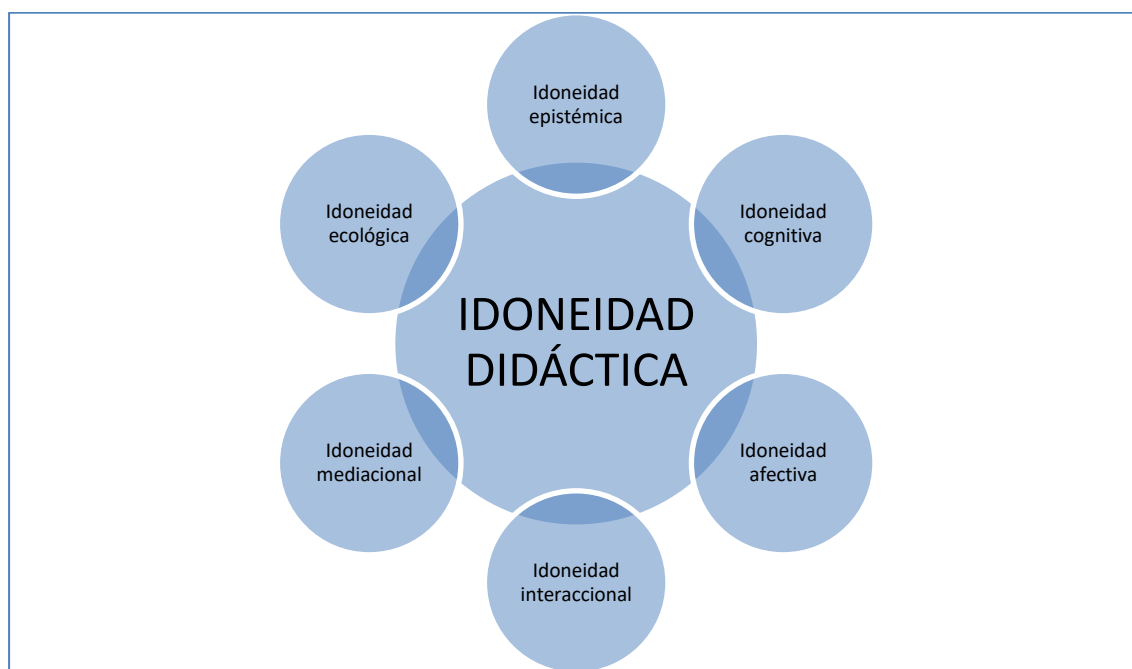 Idoneidad
epistémica
Idoneidad
ecológica
Idoneidad
cognitiva
IDONEIDAD
DIDÁCTICA
Idoneidad
mediacional
Idoneidad
afectiva
Idoneidad
interaccional